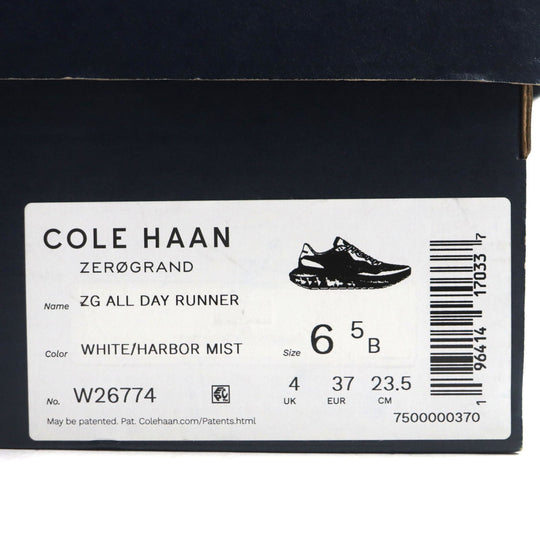 COLE HAAN
ZERØGRAND
Name ZG ALL DAY RUNNER
Color WHITE/HARBOR MIST
Size 6 5 B
No. W26774
4 37 23.5
UK EUR CM
May be patented. Pat. Colehaan.com/Patents.html
7500000370
1 96414 17033 7